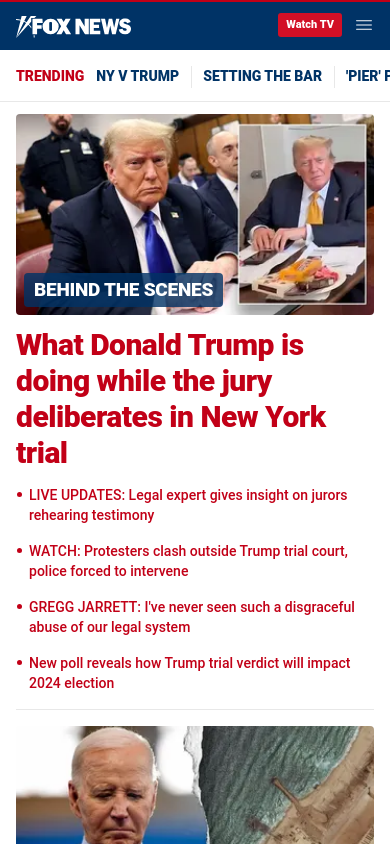 FOX NEWS
Watch TV
TRENDING
NY V TRUMP
SETTING THE BAR
'PIER' F
BEHIND THE SCENES
What Donald Trump is
doing while the jury
deliberates in New York
trial
• LIVE UPDATES: Legal expert gives insight on jurors
rehearing testimony
• WATCH: Protesters clash outside Trump trial court,
police forced to intervene
• GREGG JARRETT: I've never seen such a disgraceful
abuse of our legal system
• New poll reveals how Trump trial verdict will impact
2024 election